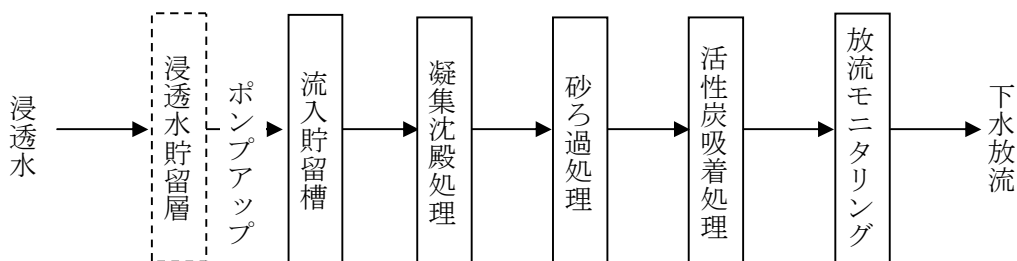 浸透水
浸透水貯留層
ポンプアップ
流入貯留槽
凝集沈殿処理
砂ろ過処理
活性炭吸着処理
放流モニタリング
下水放流